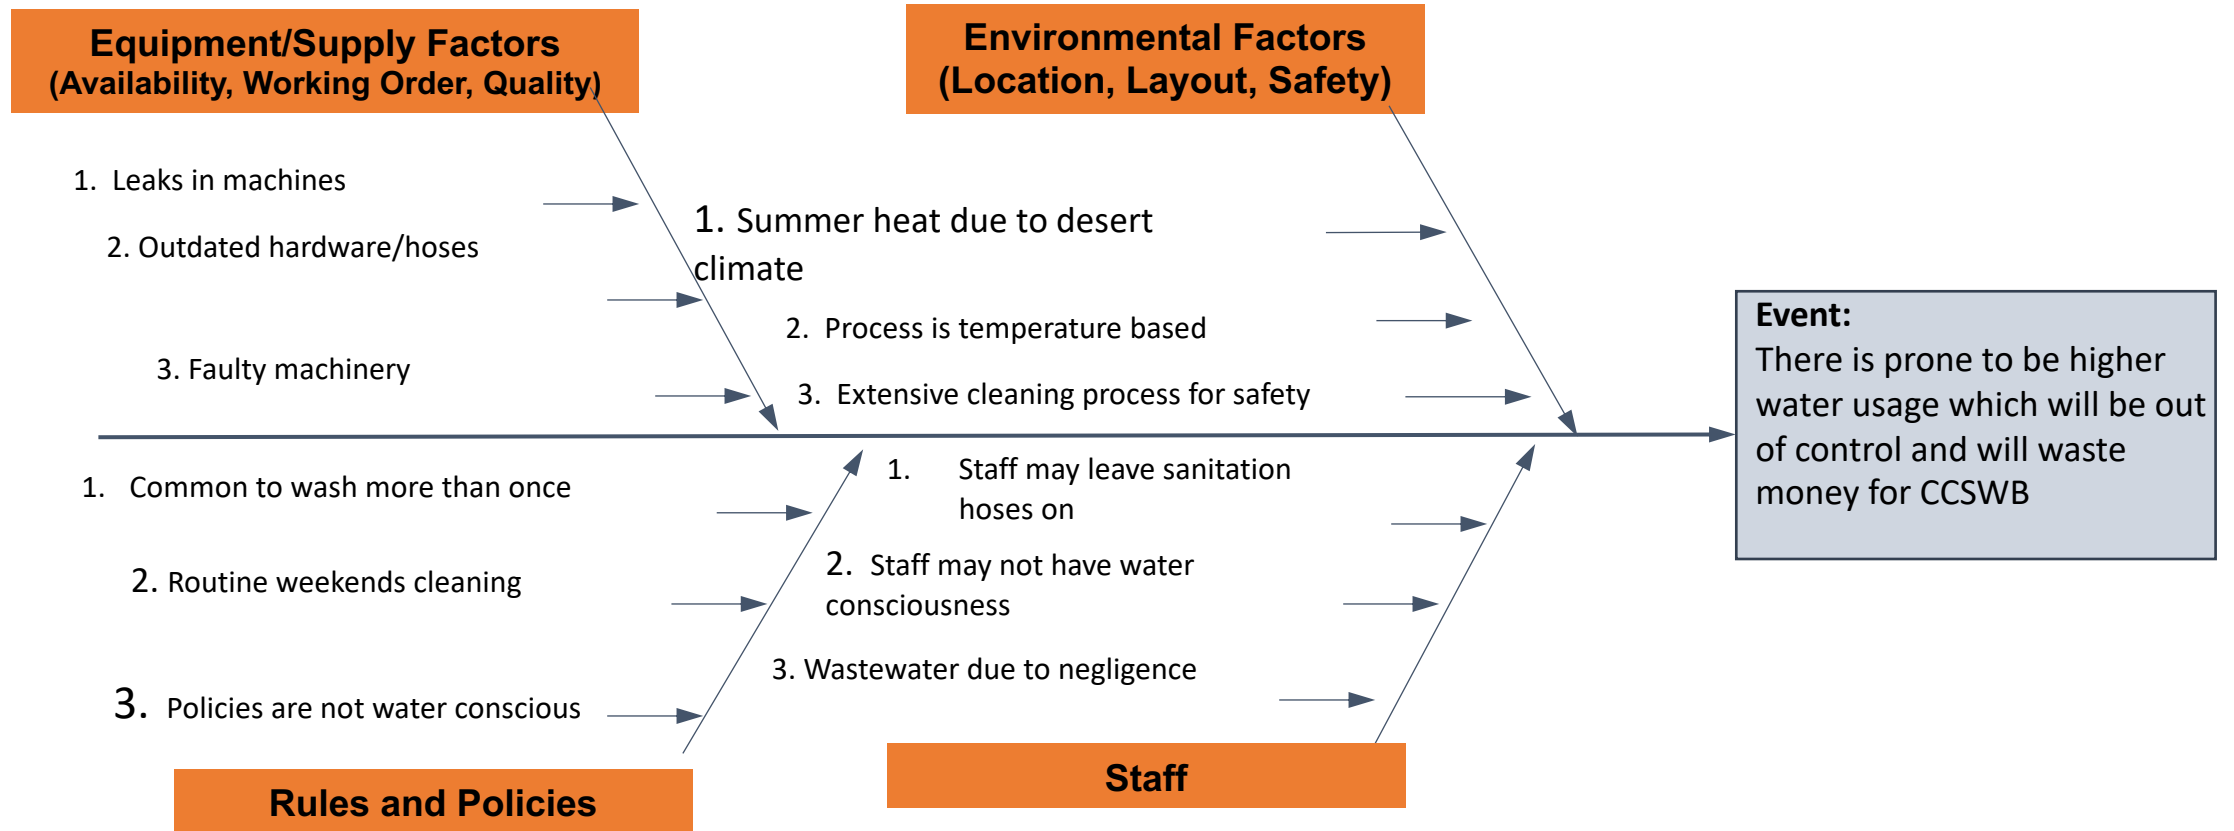 Equipment/Supply Factors
(Availability, Working Order, Quality)
1. Leaks in machines
2. Outdated hardware/hoses
3. Faulty machinery
Environmental Factors
(Location, Layout, Safety)
1. Summer heat due to desert
climate
2. Process is temperature based
3. Extensive cleaning process for safety
Event:
There is prone to be higher
water usage which will be out
of control and will waste
money for CCSWB
1. Common to wash more than once
2. Routine weekends cleaning
3. Policies are not water conscious
Rules and Policies
1. Staff may leave sanitation
hoses on
2. Staff may not have water
consciousness
3. Wastewater due to negligence
Staff